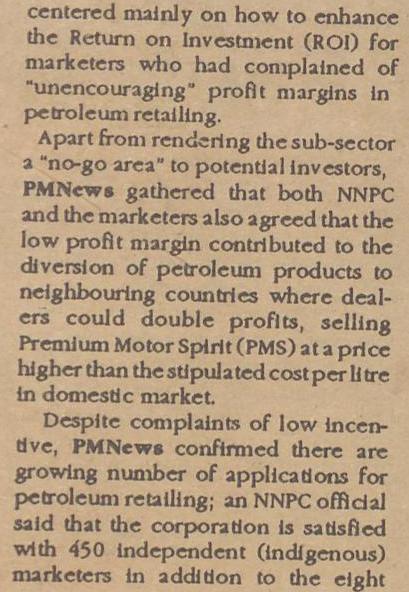 centered mainly on how to enhance
the Return on Investment (ROI) for
marketers who had complained of
"unencouraging" profit margins in
petroleum retailing.
Apart from rendering the sub-sector
a "no-go area" to potential investors,
PMNews gathered that both NNPC
and the marketers also agreed that the
low profit margin contributed to the
diversion of petroleum products to
neighbouring countries where deal-
ers could double profits, selling
Premium Motor Spirit (PMS) at a price
higher than the stipulated cost per litre
in domestic market.
Despite complaints of low incen-
tive, PMNews confirmed there are
growing number of applications for
petroleum retailing; an NNPC official
said that the corporation is satisfied
with 450 independent (indigenous)
marketers in addition to the eight